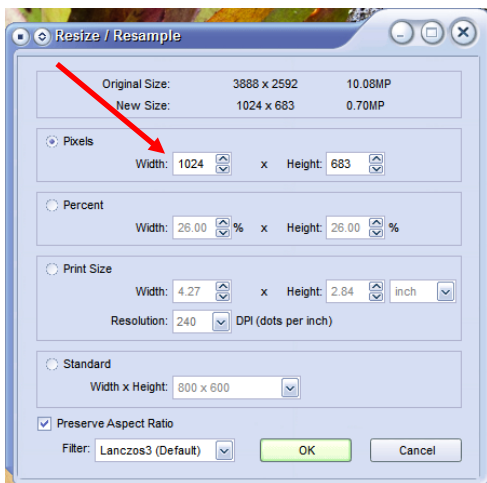 Resize / Resample
Original Size: 3888 x 2592 10.08MP
New Size: 1024 x 683 0.70MP
Pixels
Width: 1024 x Height: 683
Percent
Width: 26.00 % x Height: 26.00 %
Print Size
Width: 4.27 x Height: 2.84 inch
Resolution: 240 DPI (dots per inch)
Standard
Width x Height: 800 x 600
Preserve Aspect Ratio
Filter: Lanczos3 (Default) OK Cancel